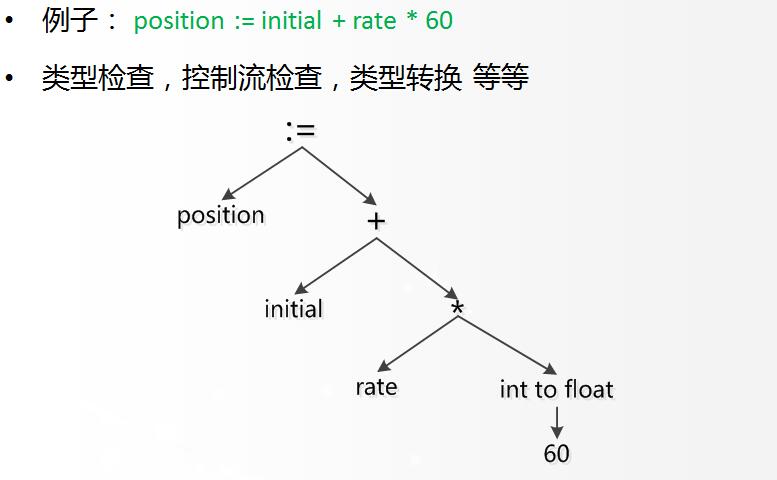 • 例子： position := initial + rate * 60
• 类型检查，控制流检查，类型转换 等等
:=
position
+
initial
*
rate
int to float
60